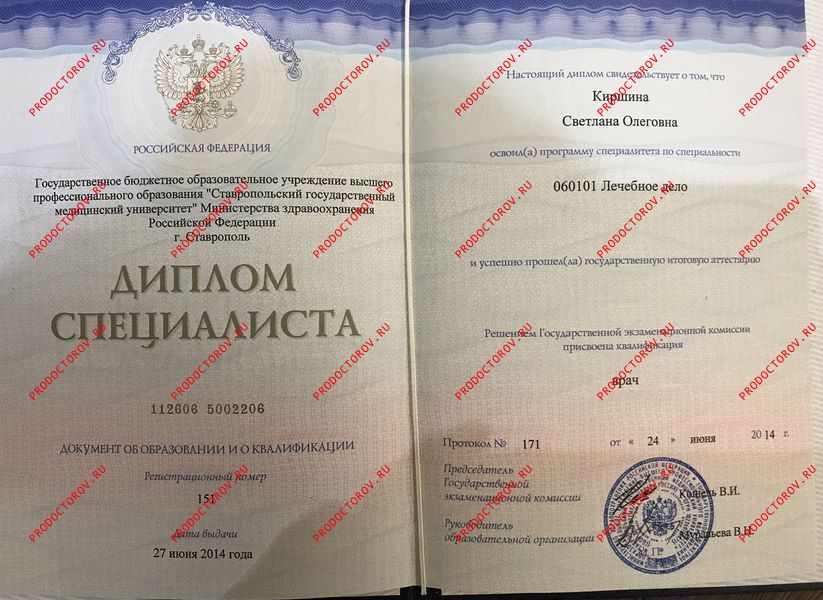 РОССИЙСКАЯ ФЕДЕРАЦИЯ
Государственное бюджетное образовательное учреждение высшего
профессионального образования "Ставропольский государственный
медицинский университет" Министерства здравоохранения
Российской Федерации
г. Ставрополь
ДИПЛОМ
СПЕЦИАЛИСТА
112606 5002206
ДОКУМЕНТ ОБ ОБРАЗОВАНИИ И О КВАЛИФИКАЦИИ
Регистрационный номер
151
Дата выдачи
27 июня 2014 года
Настоящий диплом свидетельствует о том, что
Киршина
Светлана Олеговна
освоил(а) программу специалитета по специальности
060101 Лечебное дело
и успешно прошел(ла) государственную итоговую аттестацию
Решением Государственной экзаменационной комиссии
присвоена квалификация
врач
Протокол № 171 от « 24 » июня 2014 г.
Председатель
Государственной
экзаменационной комиссии
Кошель В.И.
Руководитель
образовательной организации
Муравьева В.Н.
М.П.
PRODOCTOROV.RU